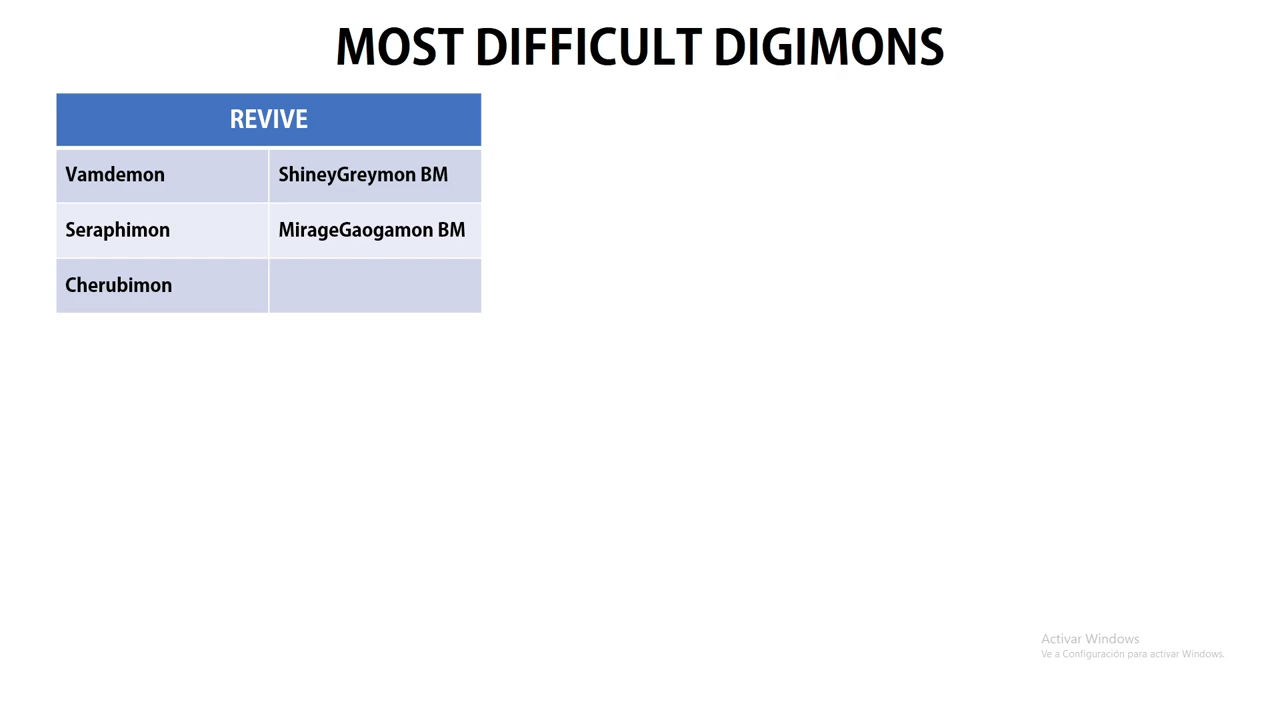 MOST DIFFICULT DIGIMONS
REVIVE
Vamdemon ShineyGreymon BM
Seraphimon MirageGaogamon BM
Cherubimon
Activar Windows
Ve a Configuración para activar Windows.